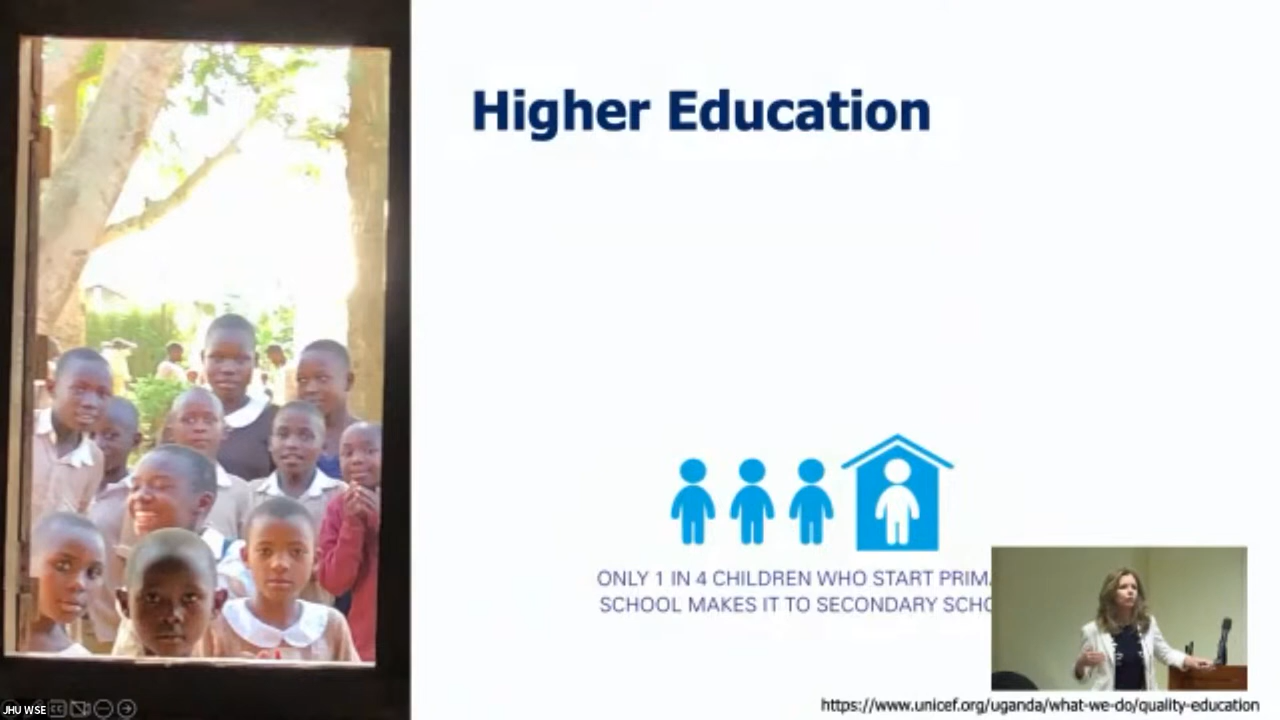 Higher Education
ONLY 1 IN 4 CHILDREN WHO START PRIM
SCHOOL MAKES IT TO SECONDARY SCHO
https://www.unicef.org/uganda/what-we-do/quality-education
JHU WSE